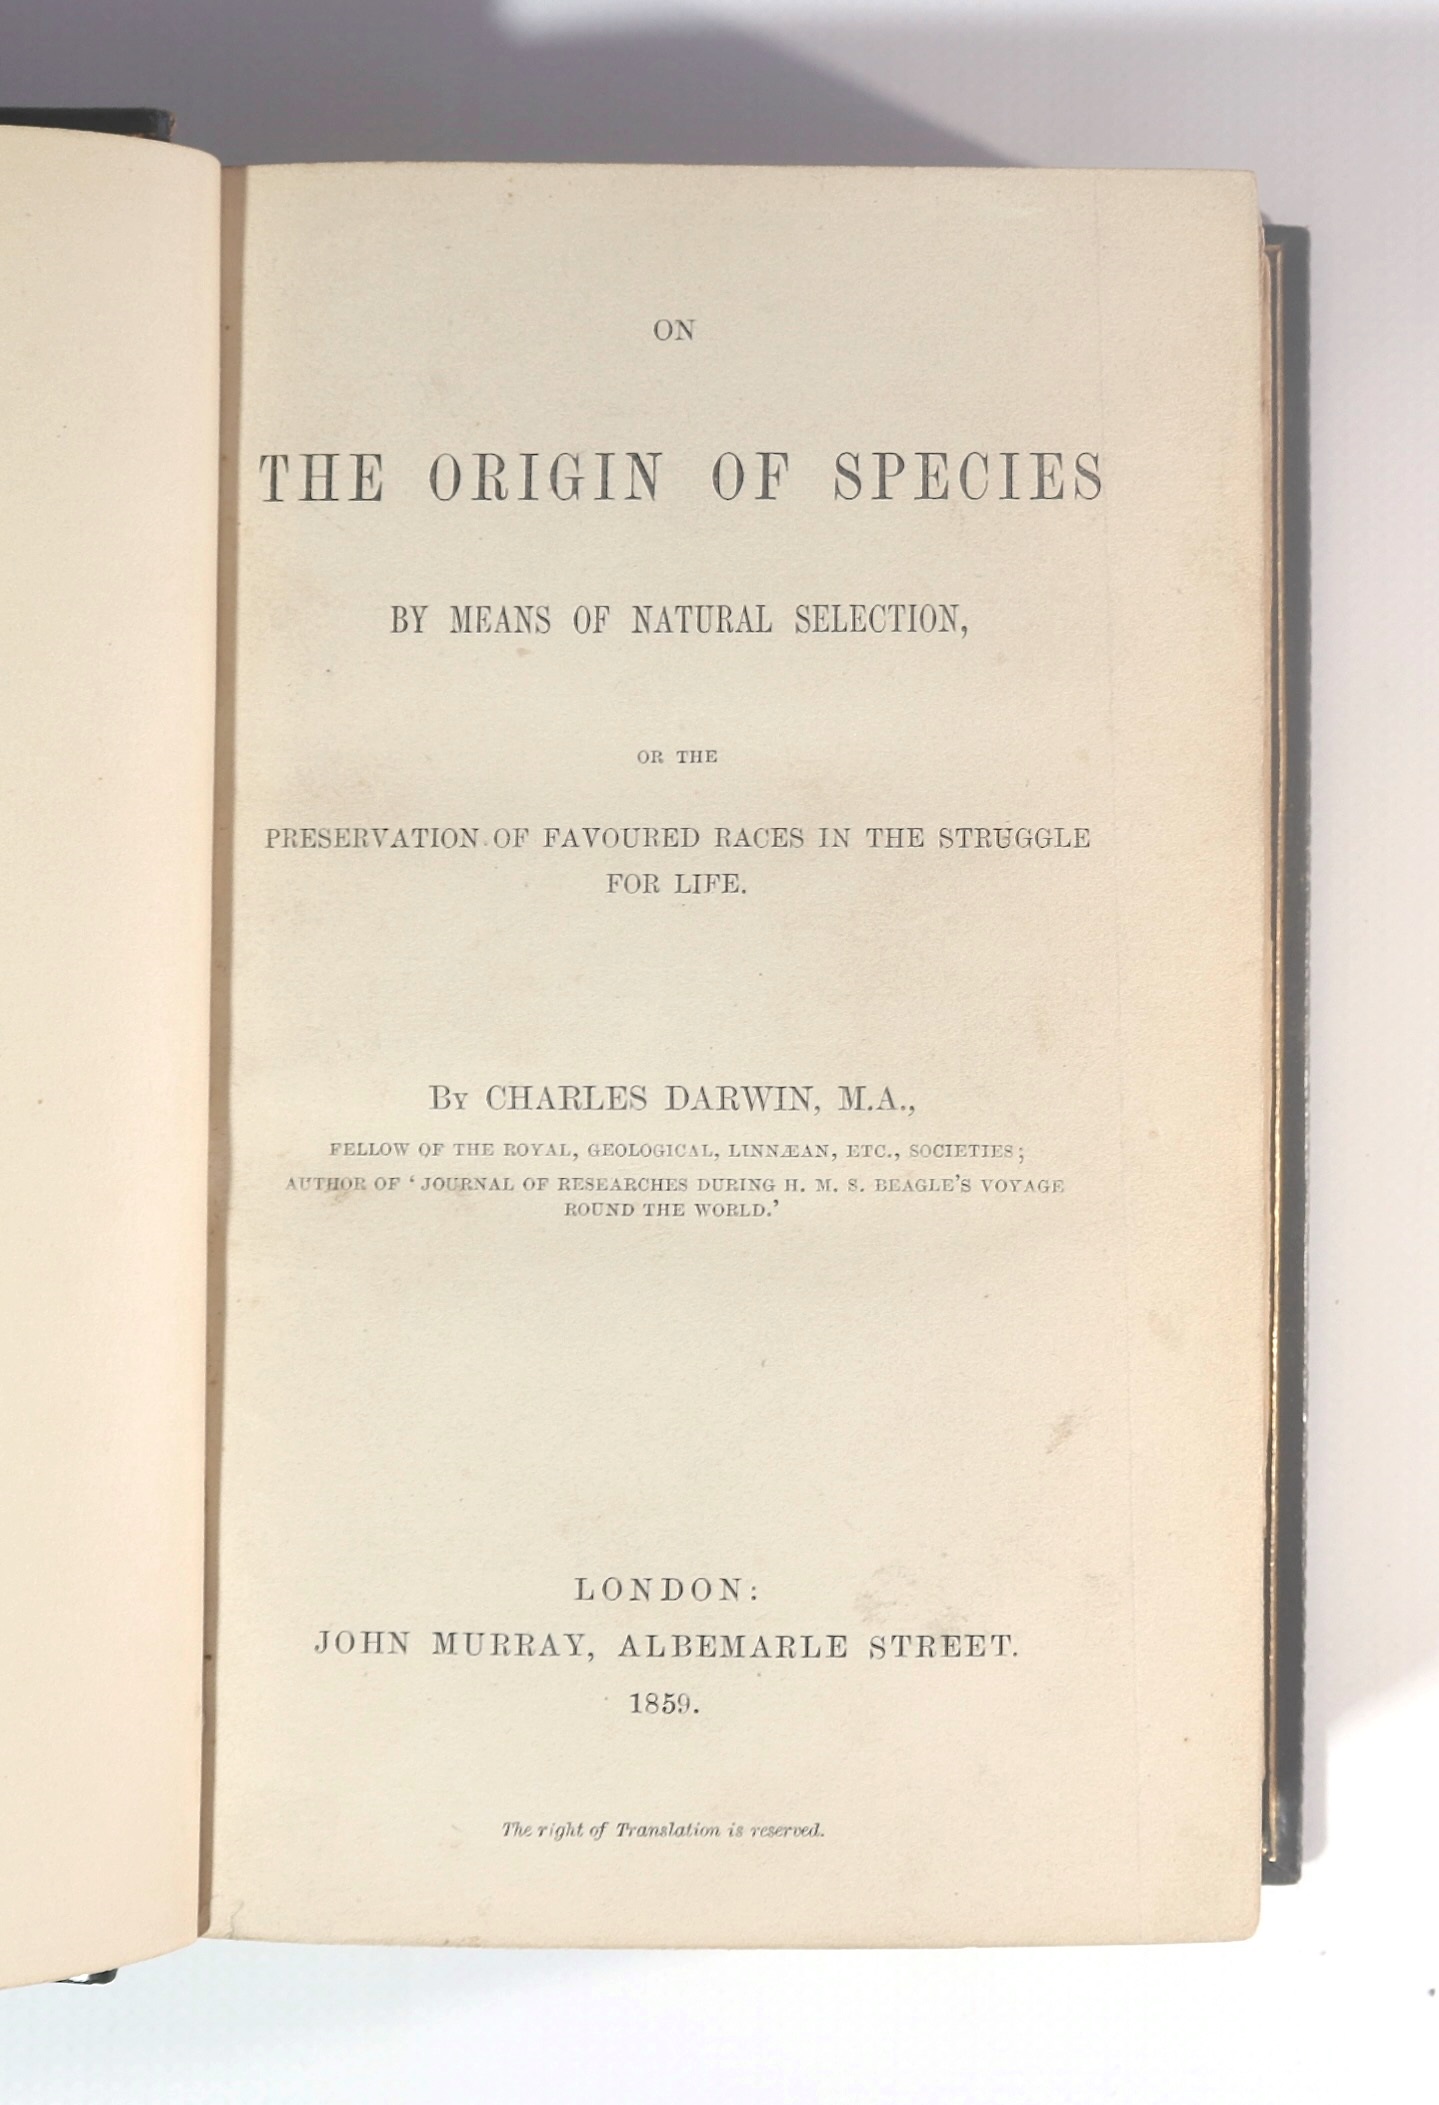 ON
THE ORIGIN OF SPECIES
BY MEANS OF NATURAL SELECTION,
OR THE
PRESERVATION OF FAVOURED RACES IN THE STRUGGLE
FOR LIFE.
By CHARLES DARWIN, M.A.,
FELLOW OF THE ROYAL, GEOLOGICAL, LINNÆAN, ETC., SOCIETIES;
AUTHOR OF ‘JOURNAL OF RESEARCHES DURING H. M. S. BEAGLE’S VOYAGE
ROUND THE WORLD.’
LONDON:
JOHN MURRAY, ALBEMARLE STREET.
1859.
The right of Translation is reserved.